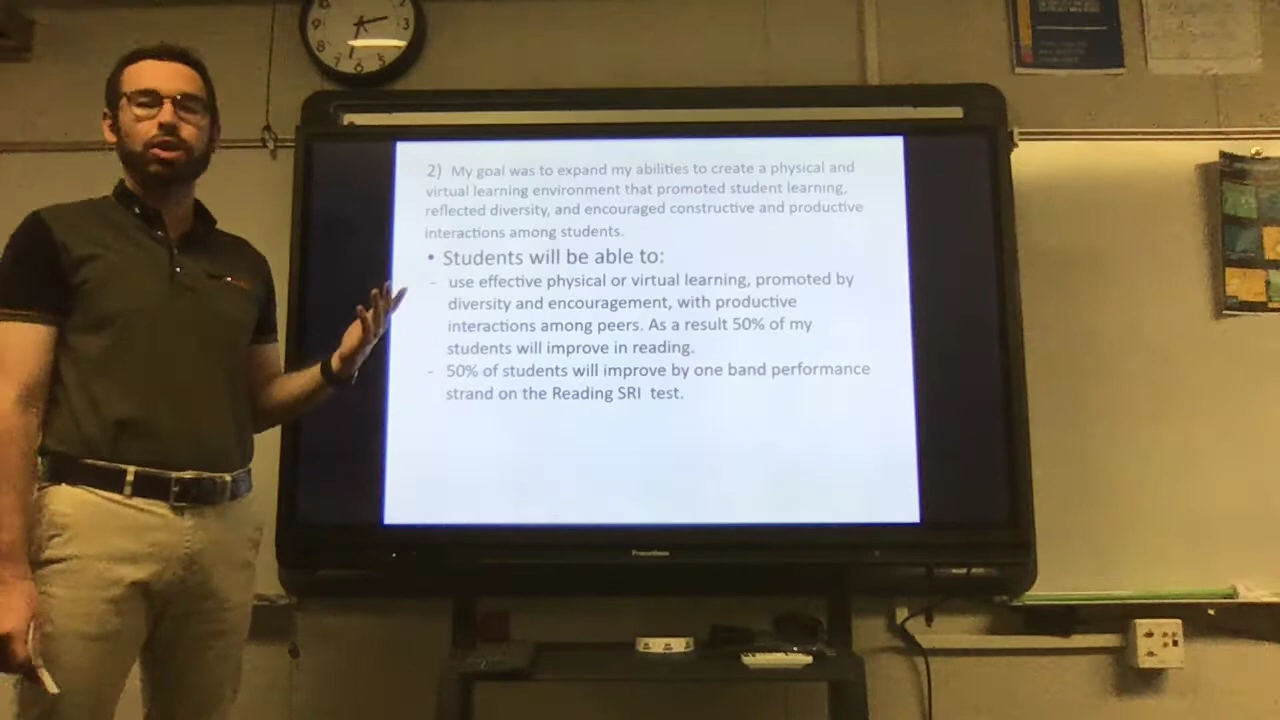 2) My goal was to expand my abilities to create a physical and
virtual learning environment that promoted student learning,
reflected diversity, and encouraged constructive and productive
interactions among students.
• Students will be able to:
- use effective physical or virtual learning, promoted by
diversity and encouragement, with productive
interactions among peers. As a result 50% of my
students will improve in reading.
- 50% of students will improve by one band performance
strand on the Reading SRI test.
Promethean